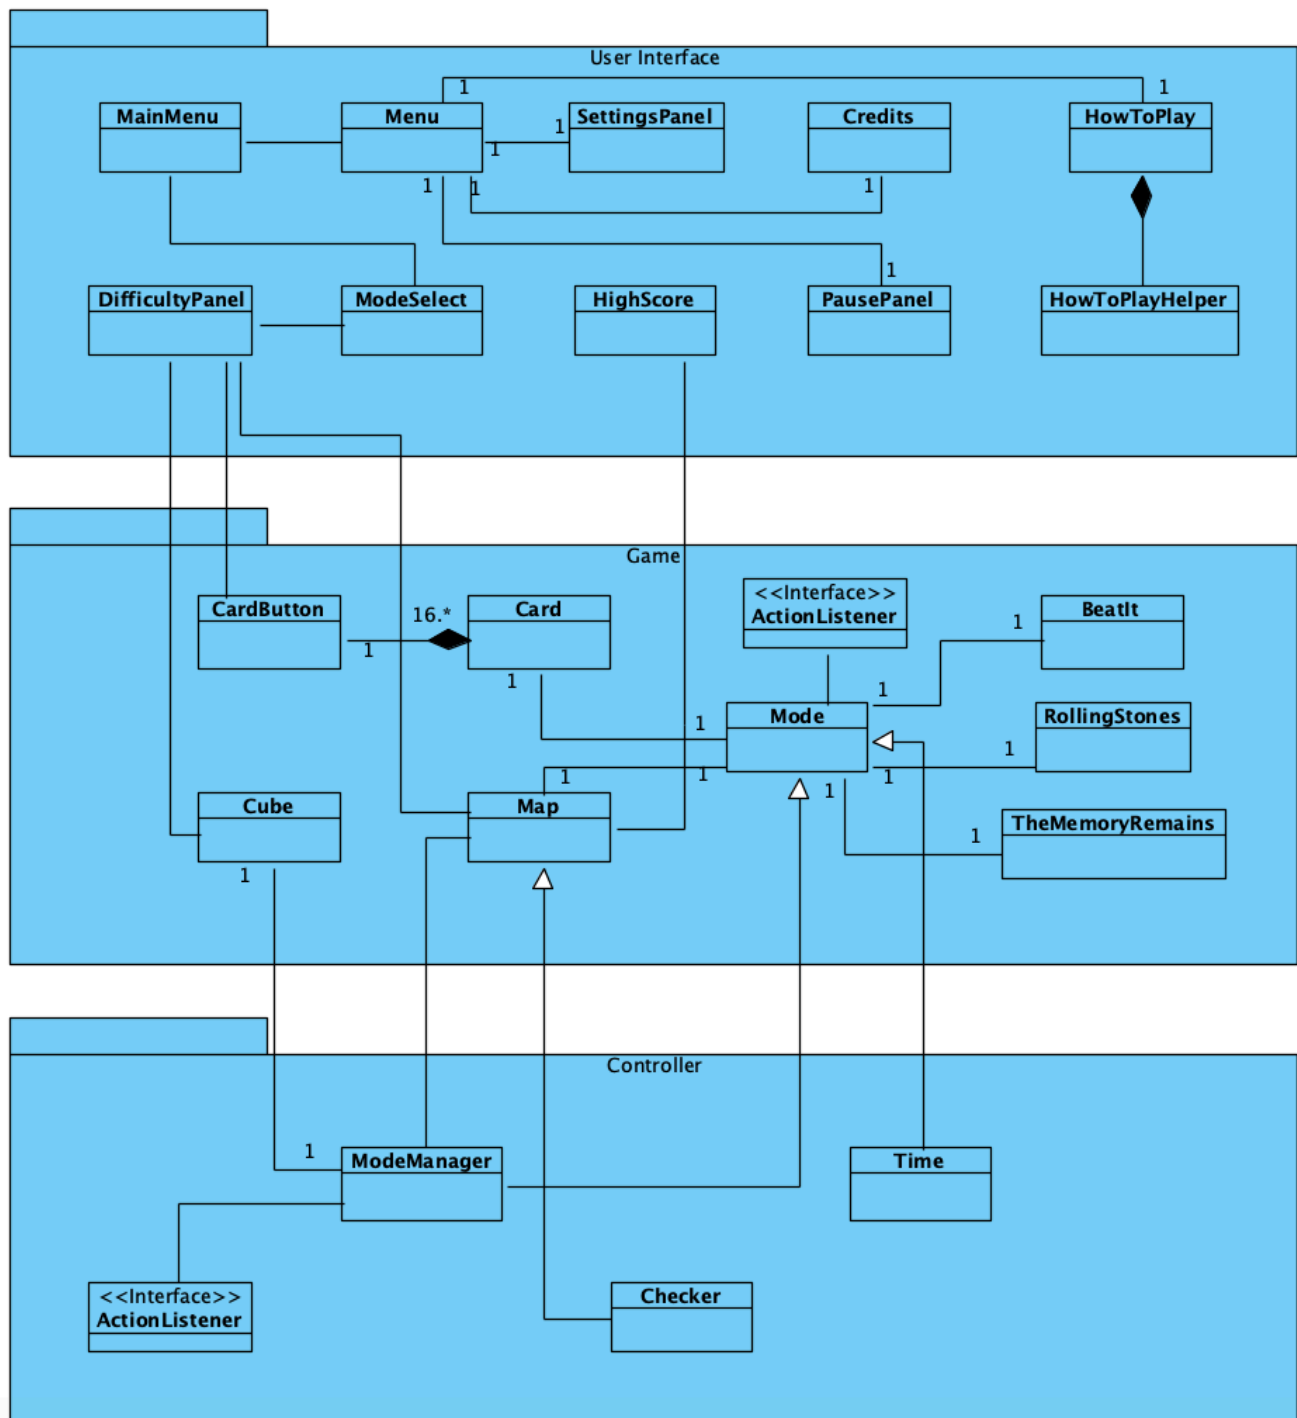 User Interface
1
1
MainMenu
Menu
SettingsPanel
Credits
HowToPlay
1
1
1
1
1
1
DifficultyPanel
ModeSelect
HighScore
PausePanel
HowToPlayHelper
Game
CardButton
16.*
Card
<<Interface>>
ActionListener
BeatIt
1
1
1
1
1
Mode
RollingStones
1
1
1
1
1
1
Cube
Map
TheMemoryRemains
1
1
Controller
1
ModeManager
Time
<<Interface>>
ActionListener
Checker